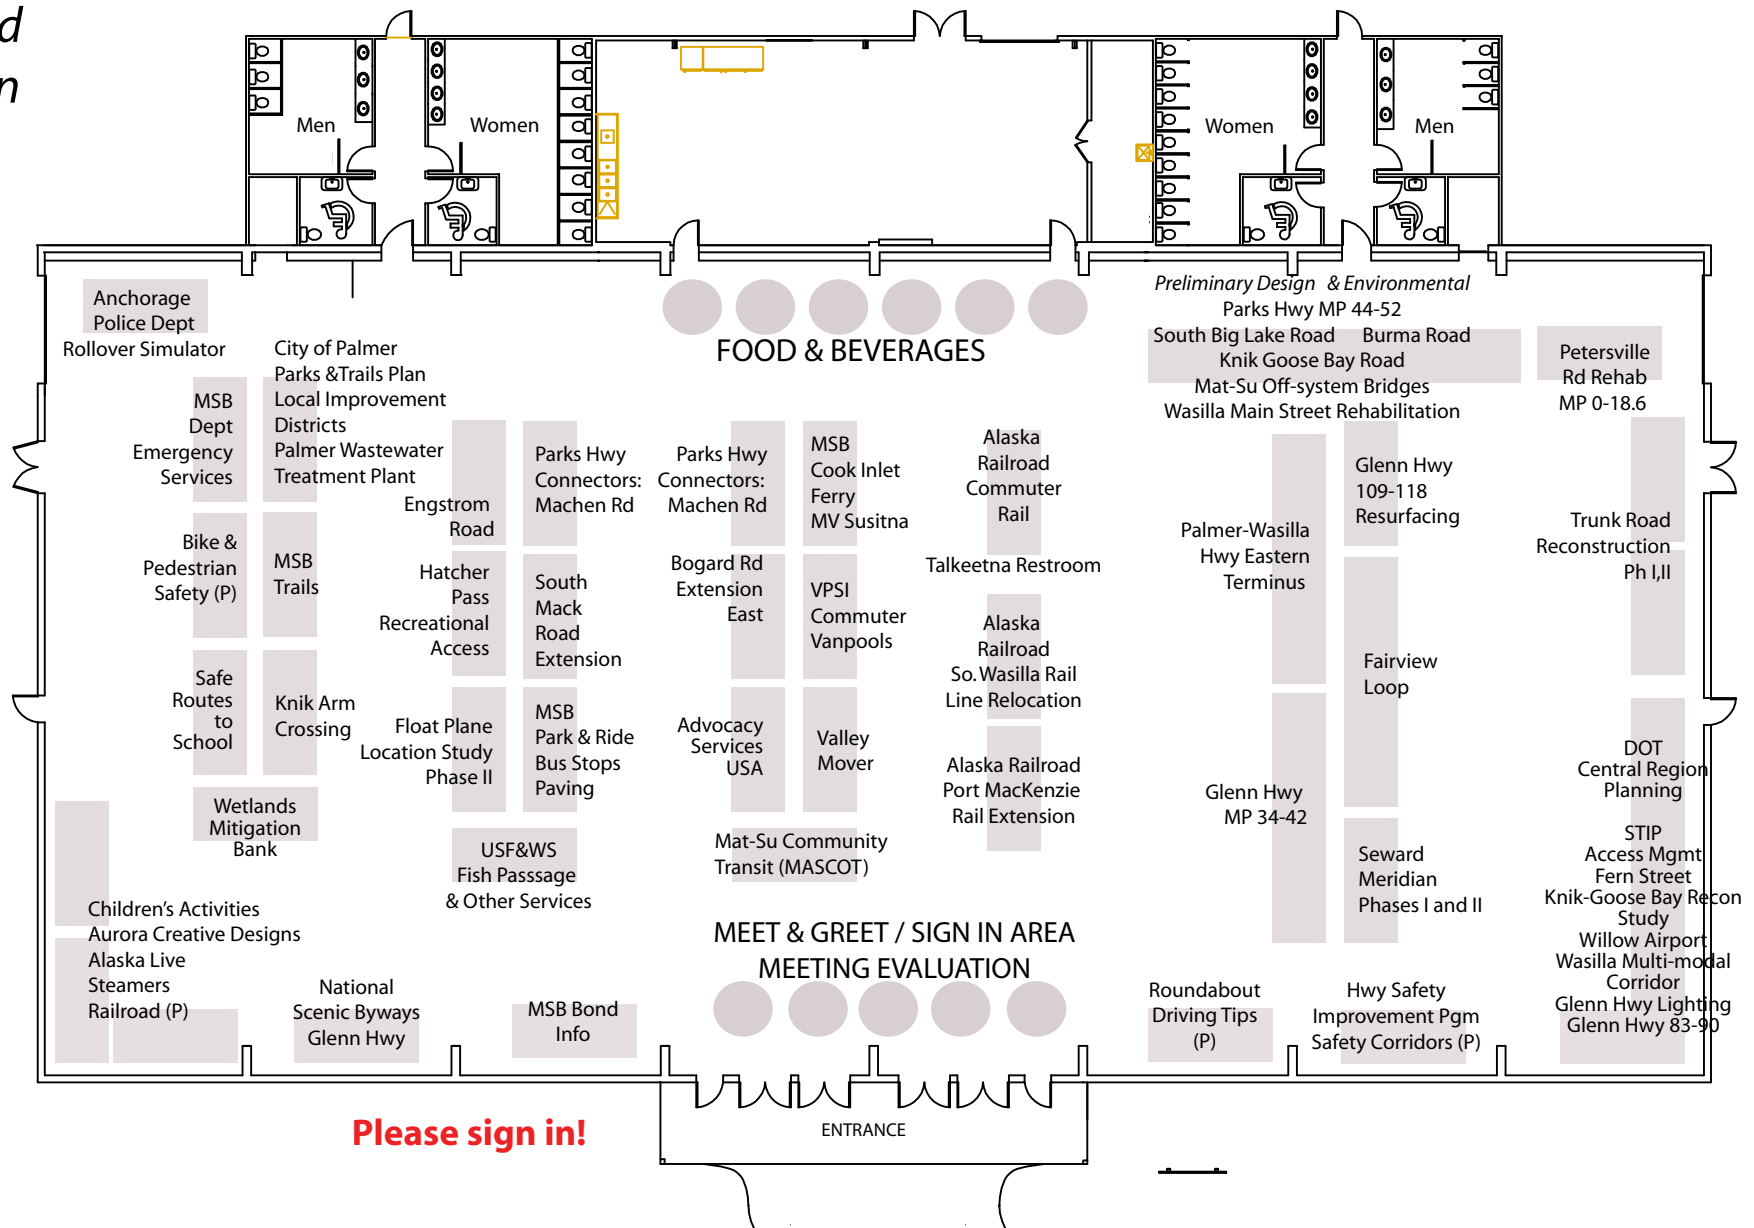 d
n
Men
Women
Women
Men
Anchorage
Police Dept
Rollover Simulator
City of Palmer
Parks &Trails Plan
Local Improvement
Districts
Palmer Wastewater
Treatment Plant
MSB
Dept
Emergency
Services
Bike &
Pedestrian
Safety (P)
MSB
Trails
Safe
Routes
to
School
Knik Arm
Crossing
Wetlands
Mitigation
Bank
Children's Activities
Aurora Creative Designs
Alaska Live
Steamers
Railroad (P)
National
Scenic Byways
Glenn Hwy
Engstrom
Road
Hatcher
Pass
Recreational
Access
Float Plane
Location Study
Phase II
Parks Hwy
Connectors:
Machen Rd
South
Mack
Road
Extension
MSB
Park & Ride
Bus Stops
Paving
USF&WS
Fish Passsage
& Other Services
MSB Bond
Info
FOOD & BEVERAGES
Parks Hwy
Connectors:
Machen Rd
Bogard Rd
Extension
East
Advocacy
Services
USA
MSB
Cook Inlet
Ferry
MV Susitna
VPSI
Commuter
Vanpools
Valley
Mover
Mat-Su Community
Transit (MASCOT)
Alaska
Railroad
Commuter
Rail
Talkeetna Restroom
Alaska
Railroad
So. Wasilla Rail
Line Relocation
Alaska Railroad
Port MacKenzie
Rail Extension
MEET & GREET / SIGN IN AREA
MEETING EVALUATION
Preliminary Design & Environmental
Parks Hwy MP 44-52
South Big Lake Road Burma Road
Knik Goose Bay Road
Mat-Su Off-system Bridges
Wasilla Main Street Rehabilitation
Petersville
Rd Rehab
MP 0-18.6
Palmer-Wasilla
Hwy Eastern
Terminus
Glenn Hwy
MP 34-42
Glenn Hwy
109-118
Resurfacing
Fairview
Loop
Seward
Meridian
Phases I and II
Trunk Road
Reconstruction
Ph I,II
DOT
Central Region
Planning
STIP
Access Mgmt
Fern Street
Knik-Goose Bay Recon
Study
Willow Airport
Wasilla Multi-modal
Corridor
Glenn Hwy Lighting
Glenn Hwy 83-90
Roundabout
Driving Tips
(P)
Hwy Safety
Improvement Pgm
Safety Corridors (P)
Please sign in!
ENTRANCE